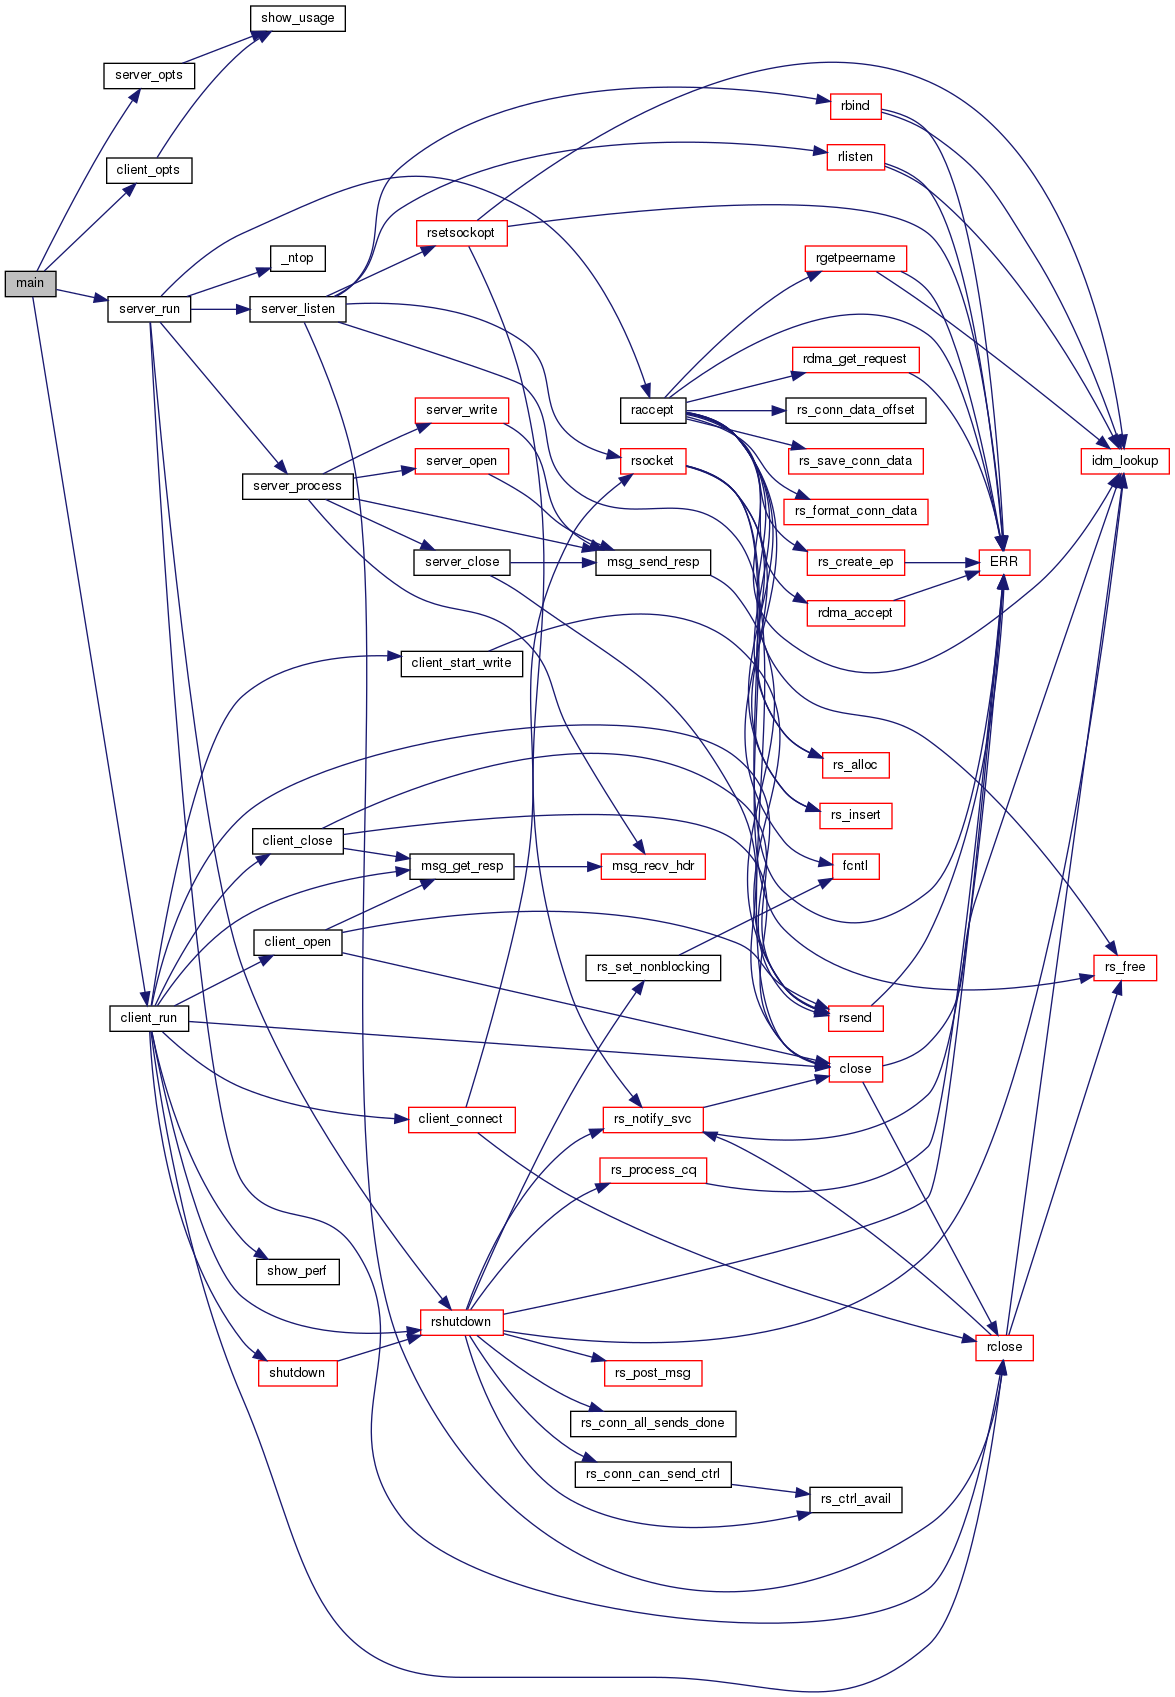 show_usage
server_opts
rbind
rlisten
client_opts
rsetsockopt
_ntop
rgetpeername
main
server_run
server_listen
rdma_get_request
server_write
raccept
rs_conn_data_offset
server_open
rsocket
rs_save_conn_data
idm_lookup
server_process
rs_format_conn_data
server_close
msg_send_resp
rs_create_ep
ERR
rdma_accept
client_start_write
rs_alloc
rs_insert
client_close
msg_get_resp
msg_recv_hdr
fcntl
client_open
rs_set_nonblocking
rs_free
client_run
rsend
close
client_connect
rs_notify_svc
rs_process_cq
show_perf
rshutdown
rclose
shutdown
rs_post_msg
rs_conn_all_sends_done
rs_conn_can_send_ctrl
rs_ctrl_avail